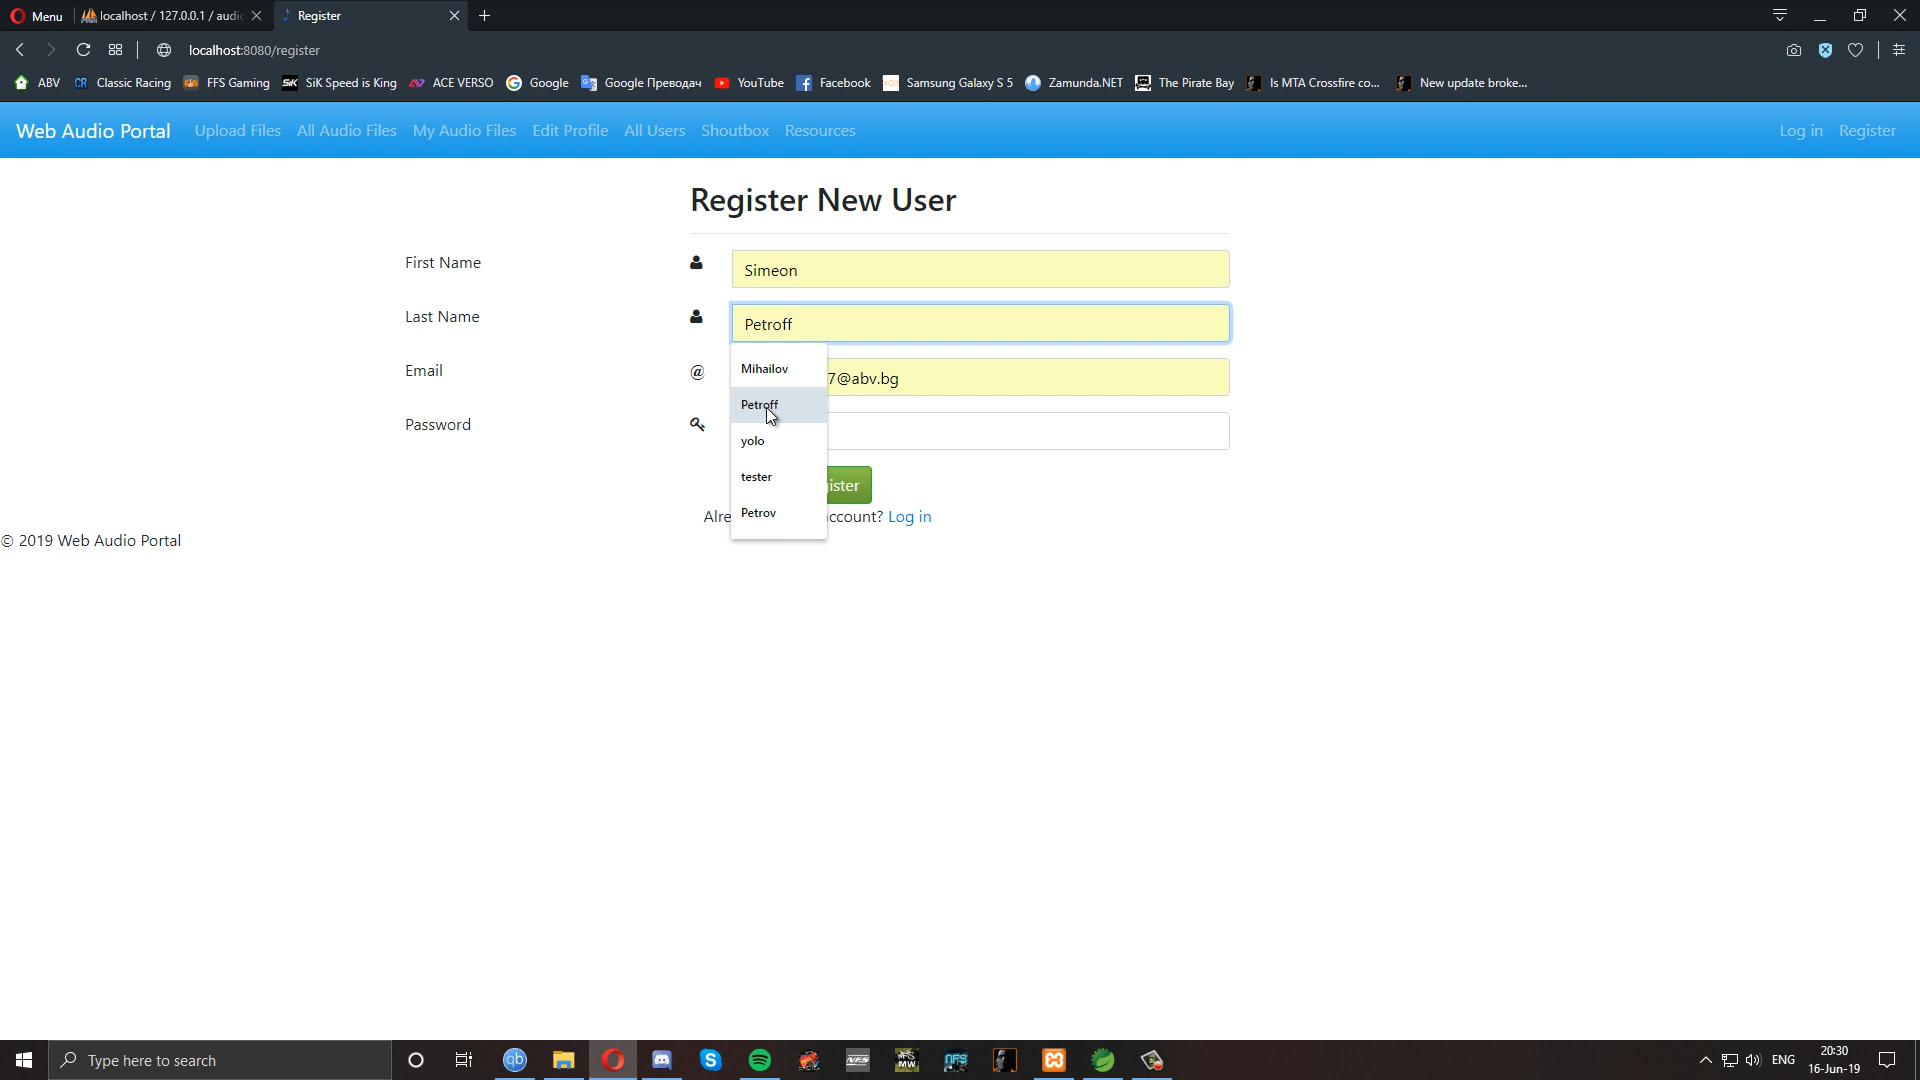 Menu
localhost / 127.0.0.1 / audi
Register
localhost:8080/register
ABV
Classic Racing
FFS Gaming
SiK Speed is King
ACE VERSO
Google
Google Преводач
YouTube
Facebook
Samsung Galaxy S 5
Zamunda.NET
The Pirate Bay
Is MTA Crossfire co...
New update broke...
Web Audio Portal
Upload Files
All Audio Files
My Audio Files
Edit Profile
All Users
Shoutbox
Resources
Log in
Register
Register New User
First Name
Simeon
Last Name
Petroff
Mihailov
Email
@
7@abv.bg
Petroff
Password
yolo
tester
ister
Petrov
Alre
ccount? Log in
© 2019 Web Audio Portal
Type here to search
qb
NFS
MW
NFS
ENG
20:30
16-Jun-19